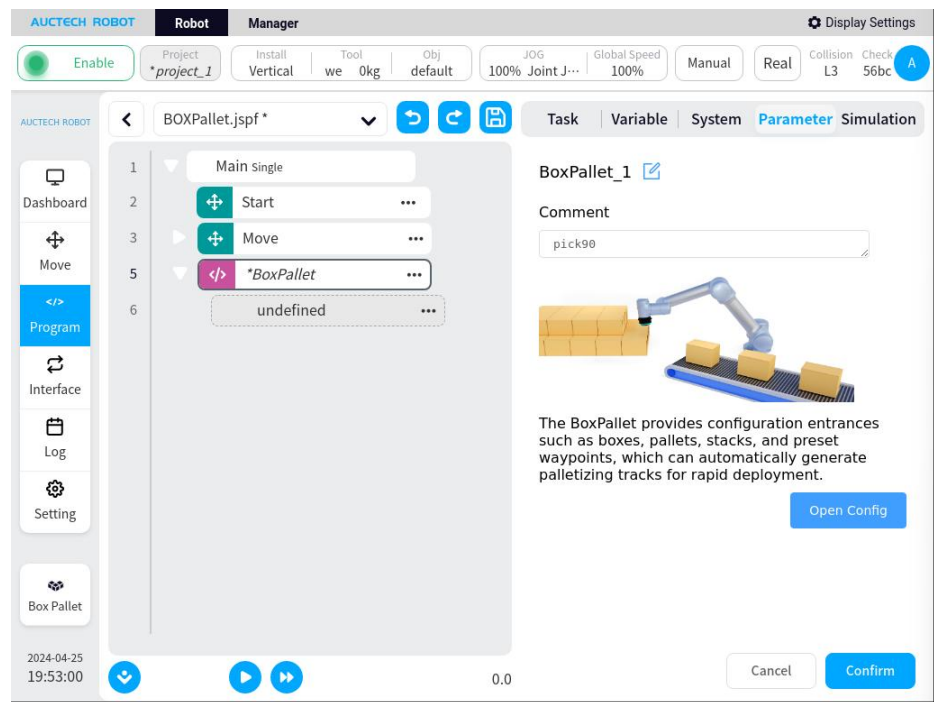 AUCTECH ROBOT Robot Manager Display Settings
Enable
Project
*project_1
Install Tool Obj
Vertical we 0kg default
JOG Global Speed
100% Joint J··· 100%
Manual
Real
Collision Check
L3 56bc
A
AUCTECH ROBOT
BOXPallet.jspf *
Task Variable System Parameter Simulation
Dashboard
Move
</>
Program
Interface
Log
Setting
Box Pallet
2024-04-25
19:53:00
1 Main Single
2 Start •••
3 Move •••
5 </> *BoxPallet •••
6 undefined •••
0.0
BoxPallet_1
Comment
pick90
The BoxPallet provides configuration entrances
such as boxes, pallets, stacks, and preset
waypoints, which can automatically generate
palletizing tracks for rapid deployment.
Open Config
Cancel Confirm